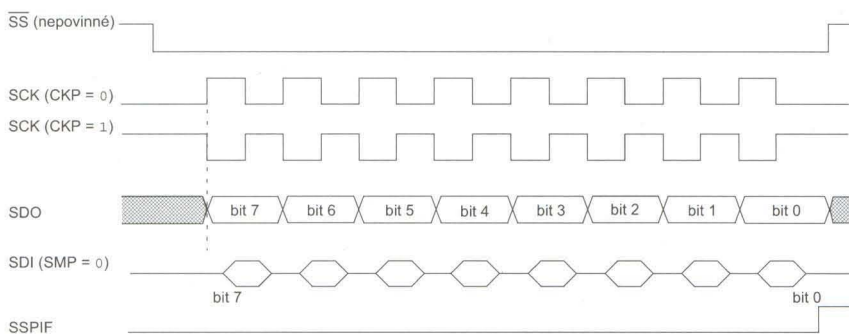 SS (nepovinné)
SCK (CKP = 0)
SCK (CKP = 1)
SDO
bit 7 bit 6 bit 5 bit 4 bit 3 bit 2 bit 1 bit 0
SDI (SMP = 0)
bit 7 bit 0
SSPIF